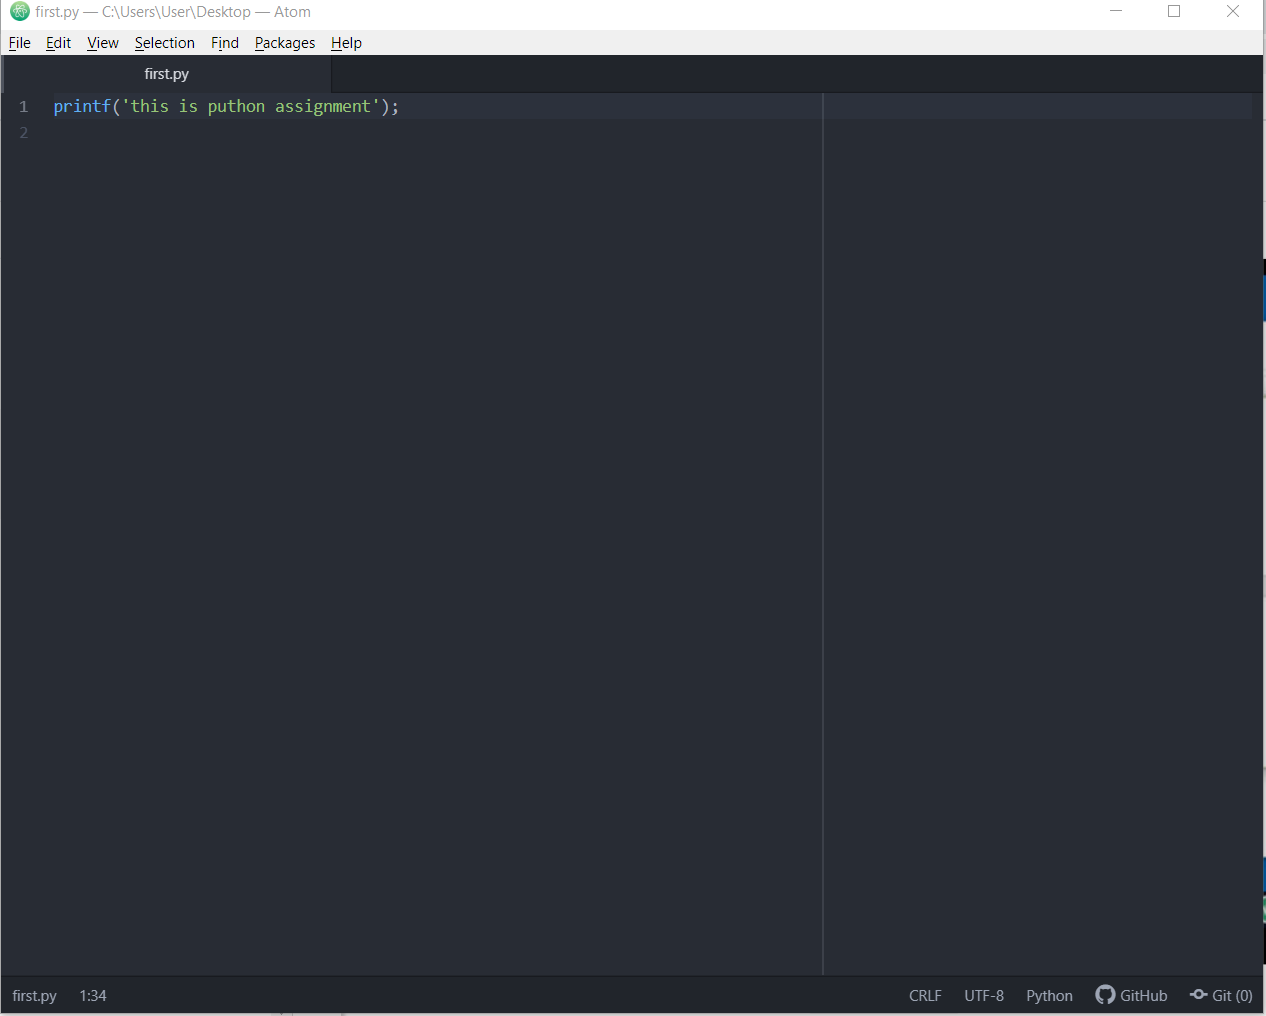 first.py — C:\Users\User\Desktop — Atom
File Edit View Selection Find Packages Help
first.py
1 printf('this is puthon assignment');
2
first.py 1:34 CRLF UTF-8 Python GitHub Git (0)